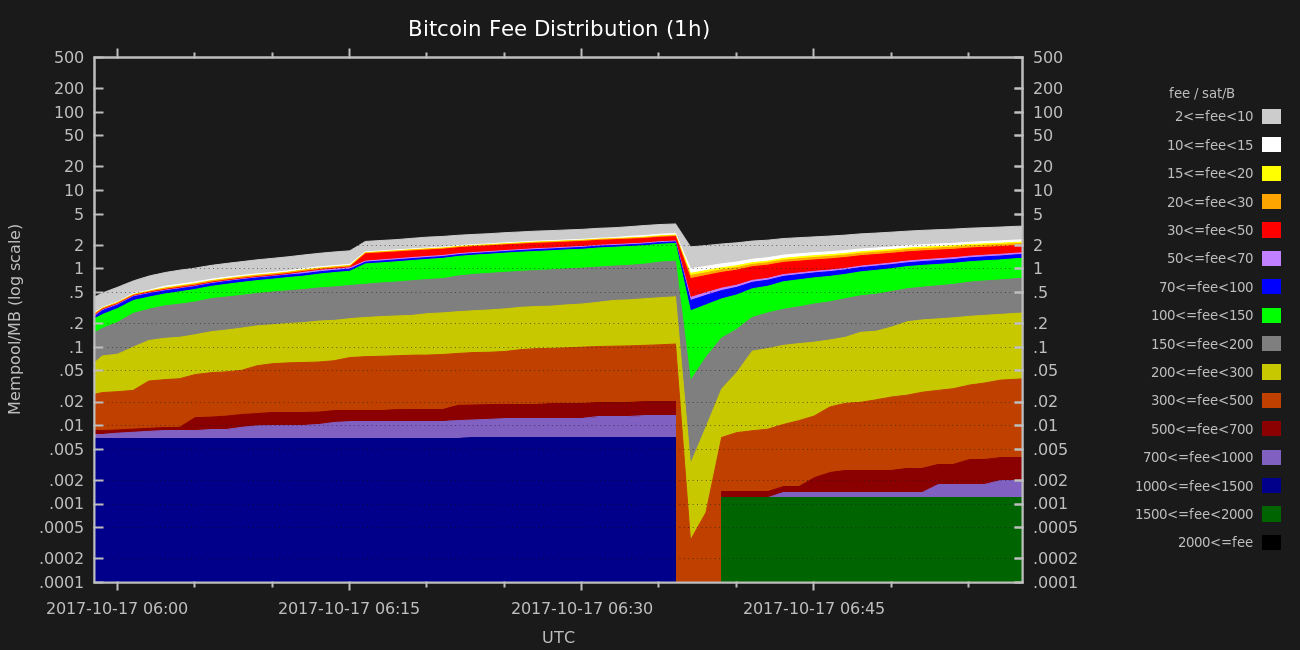 Bitcoin Fee Distribution (1h)
500
200
100
50
20
10
5
2
1
.5
.2
.1
.05
.02
.01
.005
.002
.001
.0005
.0002
.0001
Mempool/MB (log scale)
500
200
100
50
20
10
5
2
1
.5
.2
.1
.05
.02
.01
.005
.002
.001
.0005
.0002
.0001
2017-10-17 06:00
2017-10-17 06:15
2017-10-17 06:30
2017-10-17 06:45
UTC
fee / sat/B
2<=fee<10
10<=fee<15
15<=fee<20
20<=fee<30
30<=fee<50
50<=fee<70
70<=fee<100
100<=fee<150
150<=fee<200
200<=fee<300
300<=fee<500
500<=fee<700
700<=fee<1000
1000<=fee<1500
1500<=fee<2000
2000<=fee